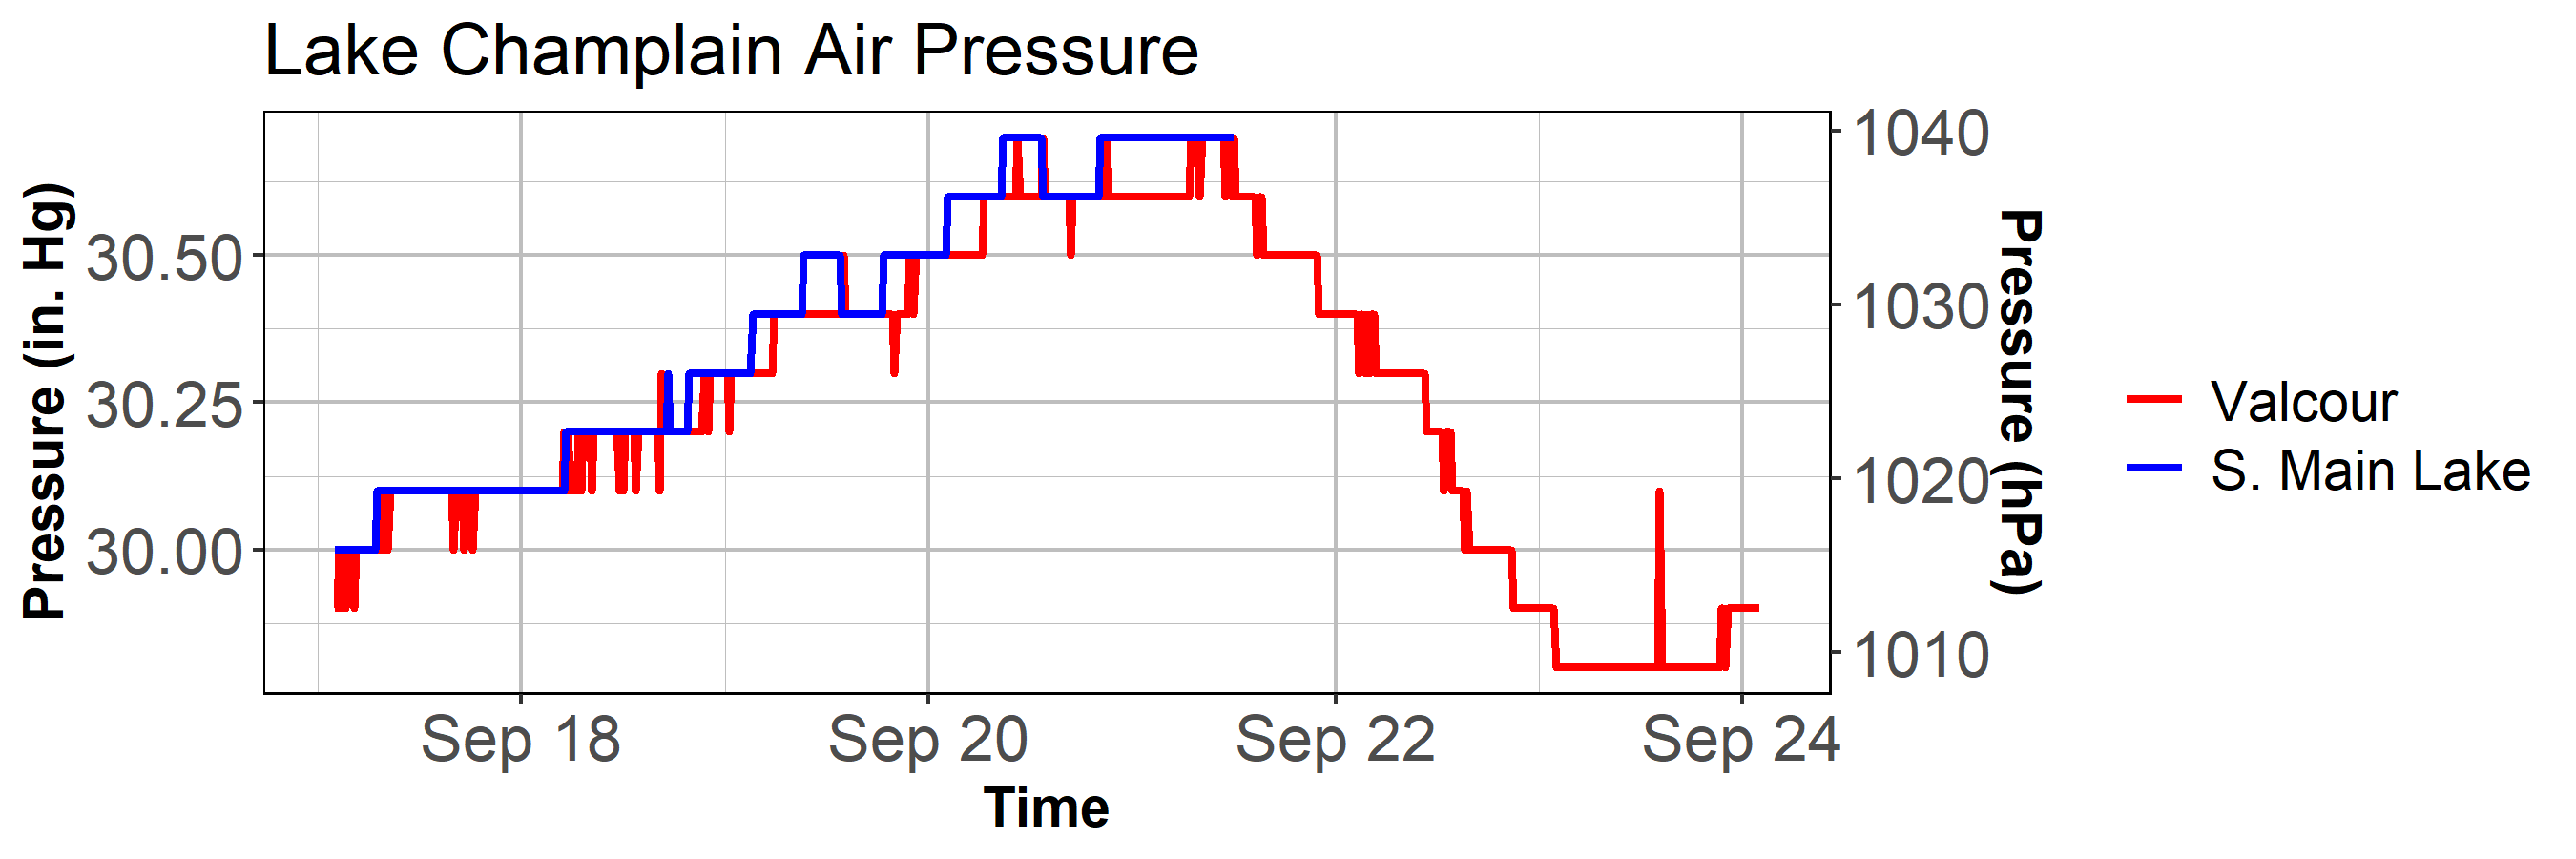 Lake Champlain Air Pressure
Pressure (in. Hg)
30.50
30.25
30.00
1040
1030
1020
1010
Pressure (hPa)
Sep 18
Sep 20
Sep 22
Sep 24
Time
Valcour
S. Main Lake